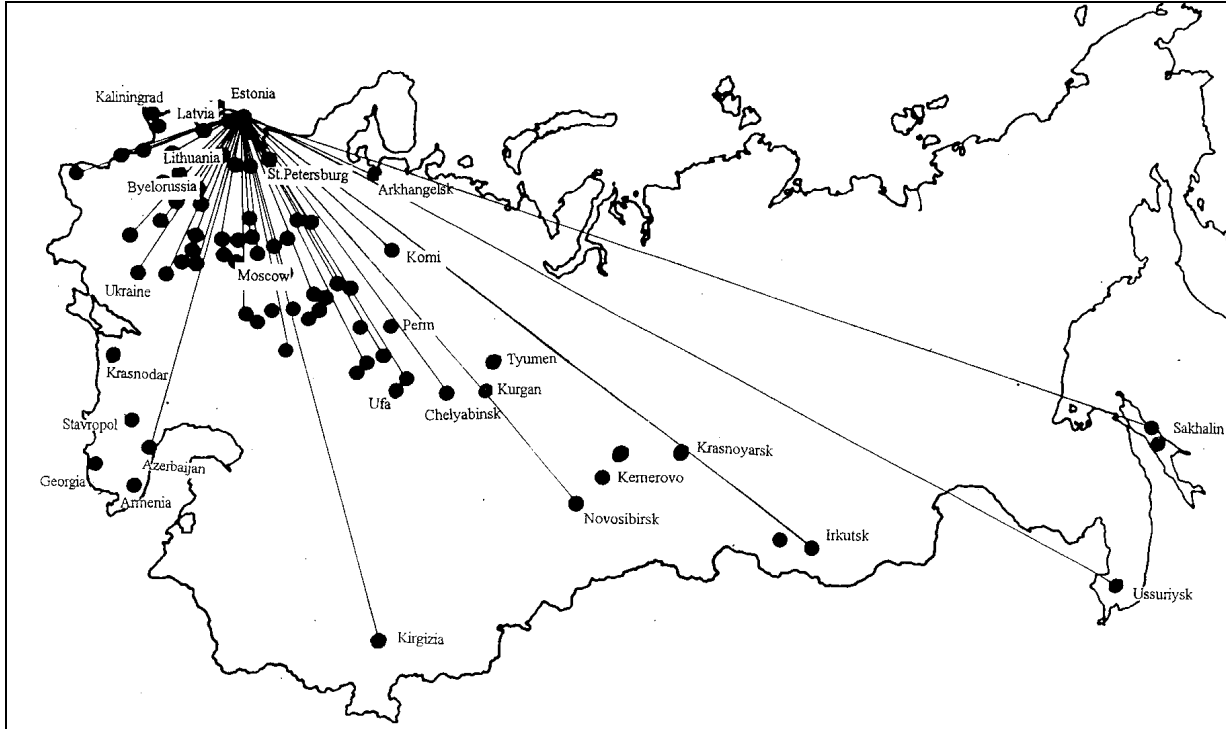 Estonia
Kaliningrad
Latvia
Lithuania
St.Petersburg
Arkhangelsk
Byelorussia
Komi
Moscow
Ukraine
Perm
Tyumen
Krasnodar
Kurgan
Ufa
Chelyabinsk
Stavropol
Sakhalin
Krasnoyarsk
Azerbaijan
Georgia
Kemerovo
Armenia
Novosibirsk
Irkutsk
Ussuriysk
Kirgizia